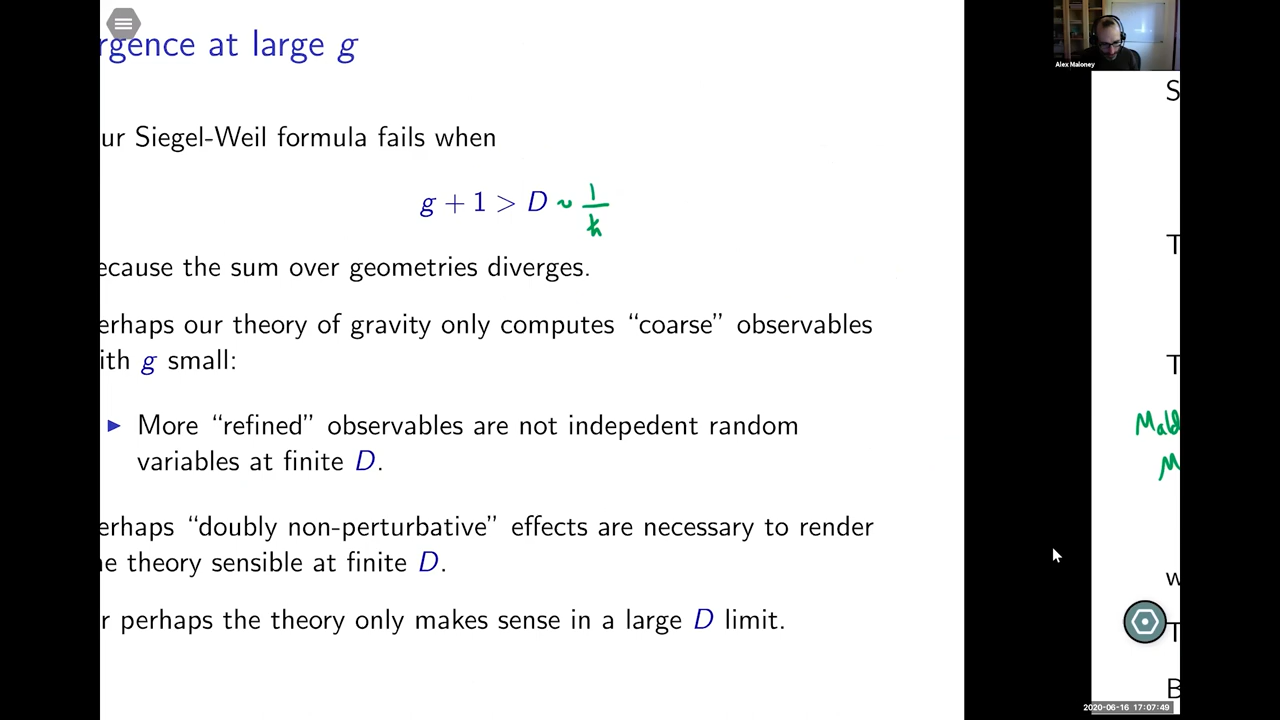 rgence at large g
ur Siegel-Weil formula fails when
g + 1 > D ~ 1/ℏ
ecause the sum over geometries diverges.
erhaps our theory of gravity only computes “coarse” observables
ith g small:
▶ More “refined” observables are not indepedent random
variables at finite D.
erhaps “doubly non-perturbative” effects are necessary to render
e theory sensible at finite D.
r perhaps the theory only makes sense in a large D limit.
Alex Maloney
S
T
T
Mald
M
w
T
B
2020-06-16 17:07:49